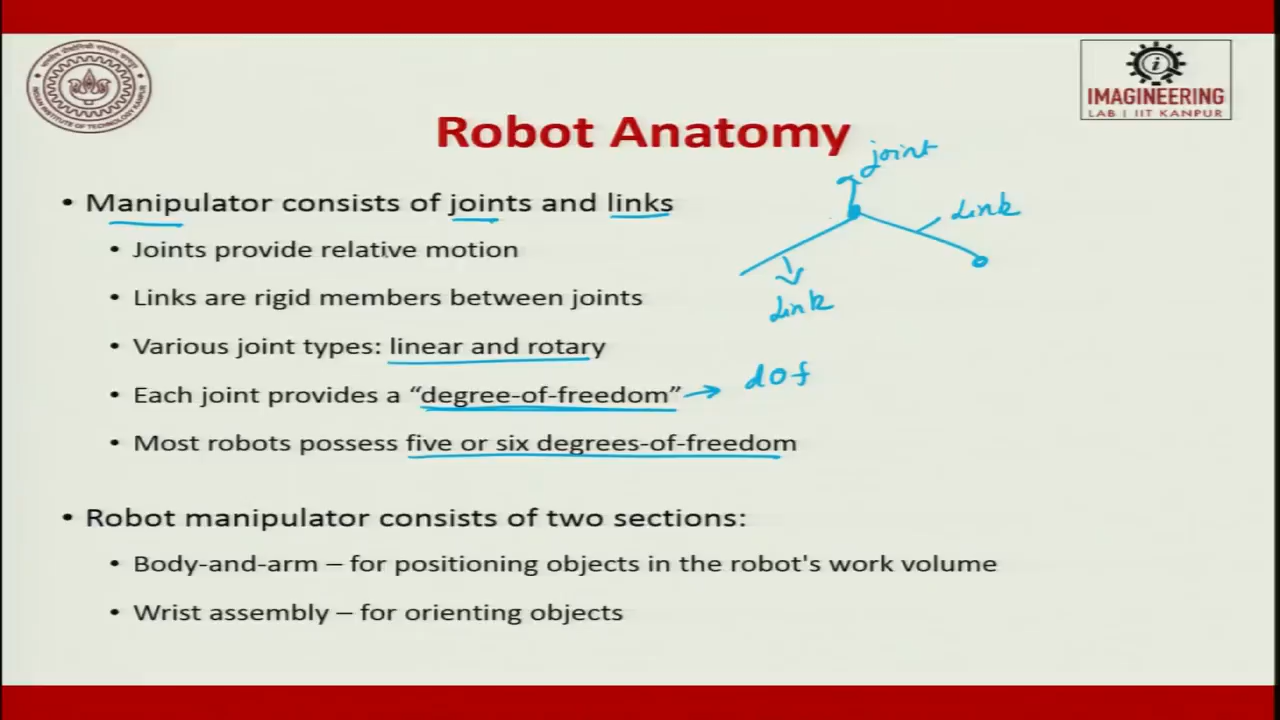 IMAGINEERING
LAB | IIT KANPUR
Robot Anatomy
joint
• Manipulator consists of joints and links
Link
• Joints provide relative motion
• Links are rigid members between joints
Link
• Various joint types: linear and rotary
• Each joint provides a “degree-of-freedom” → dof
• Most robots possess five or six degrees-of-freedom
• Robot manipulator consists of two sections:
• Body-and-arm – for positioning objects in the robot's work volume
• Wrist assembly – for orienting objects